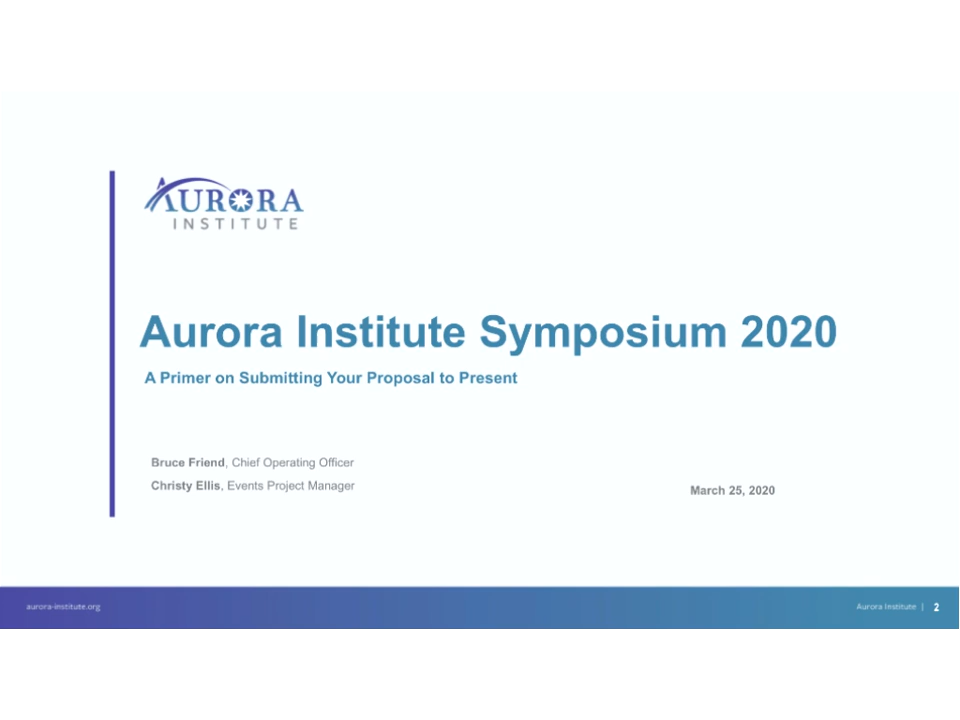 AURORA
INSTITUTE
Aurora Institute Symposium 2020
A Primer on Submitting Your Proposal to Present
Bruce Friend, Chief Operating Officer
Christy Ellis, Events Project Manager
March 25, 2020
aurora-institute.org
Aurora Institute | 2